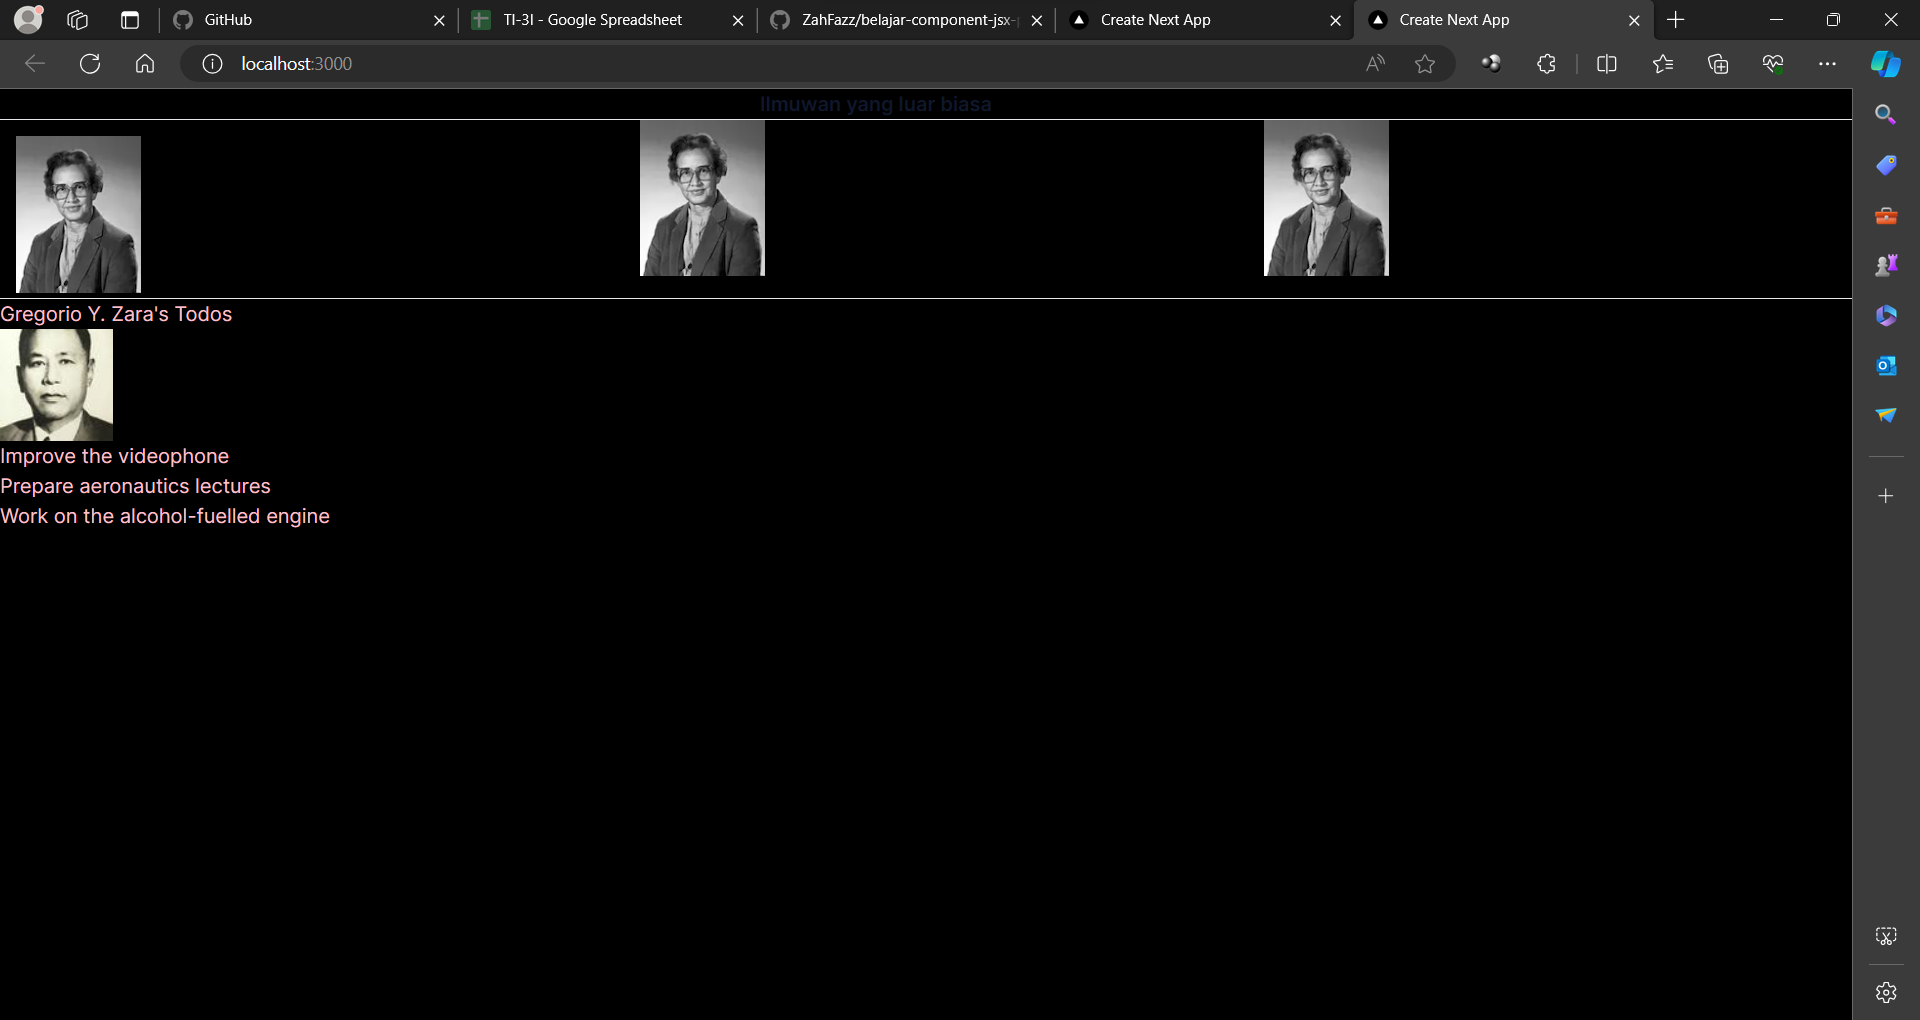 GitHub
TI-3I - Google Spreadsheet
ZahFazz/belajar-component-jsx-
Create Next App
Create Next App
localhost:3000
Ilmuwan yang luar biasa
Gregorio Y. Zara's Todos
Improve the videophone
Prepare aeronautics lectures
Work on the alcohol-fuelled engine